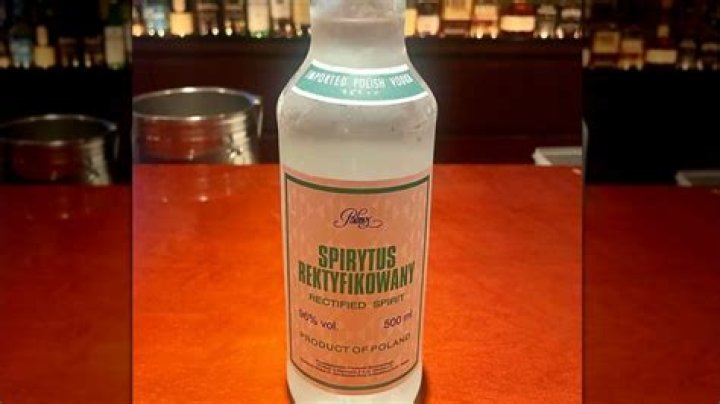 IMPORTED POLISH VODKA
Polmos
SPIRYTUS
REKTYFIKOWANY
RECTIFIED SPIRIT
96% vol. 500 ml
PRODUCT OF POLAND